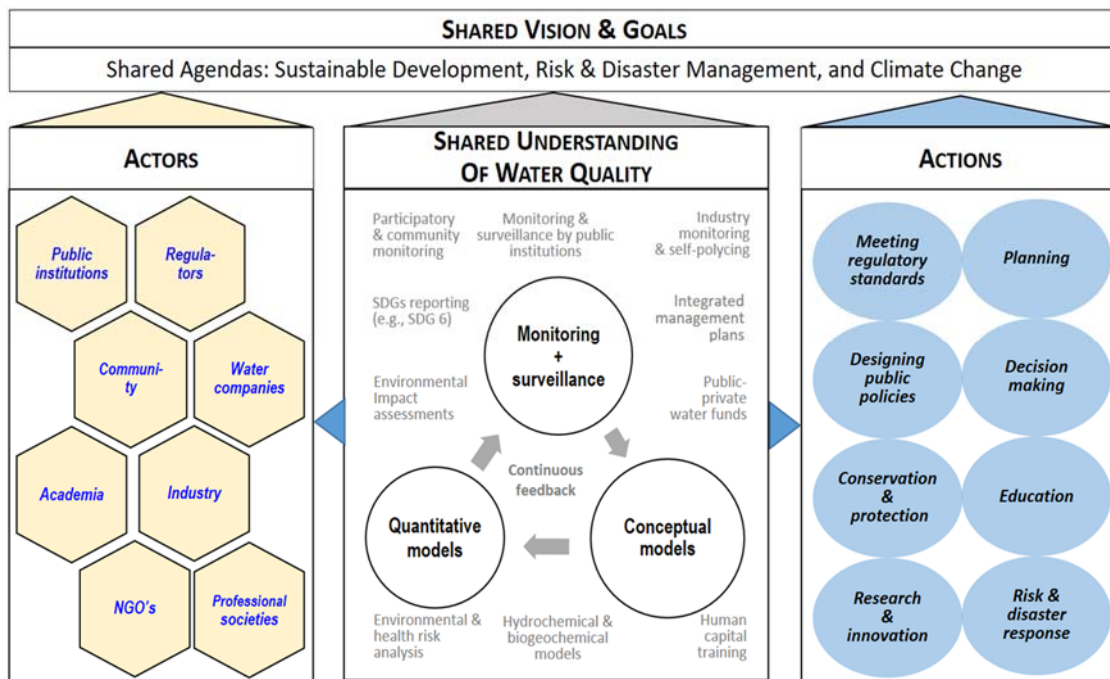 SHARED VISION & GOALS
Shared Agendas: Sustainable Development, Risk & Disaster Management, and Climate Change
ACTORS
Public
institutions
Regula-
tors
Communi-
ty
Water
companies
Academia
Industry
NGO's
Professional
societies
SHARED UNDERSTANDING
OF WATER QUALITY
Participatory
& community
monitoring
Monitoring &
surveillance by public
institutions
Industry
monitoring
& self-polycing
SDGs reporting
(e.g., SDG 6)
Monitoring
+
surveillance
Integrated
management
plans
Environmental
Impact
assessments
Public-
private
water funds
Continuous
feedback
Quantitative
models
Conceptual
models
Environmental &
health risk
analysis
Hydrochemical &
biogeochemical
models
Human
capital
training
ACTIONS
Meeting
regulatory
standards
Planning
Designing
public
policies
Decision
making
Conservation
&
protection
Education
Research
&
innovation
Risk &
disaster
response